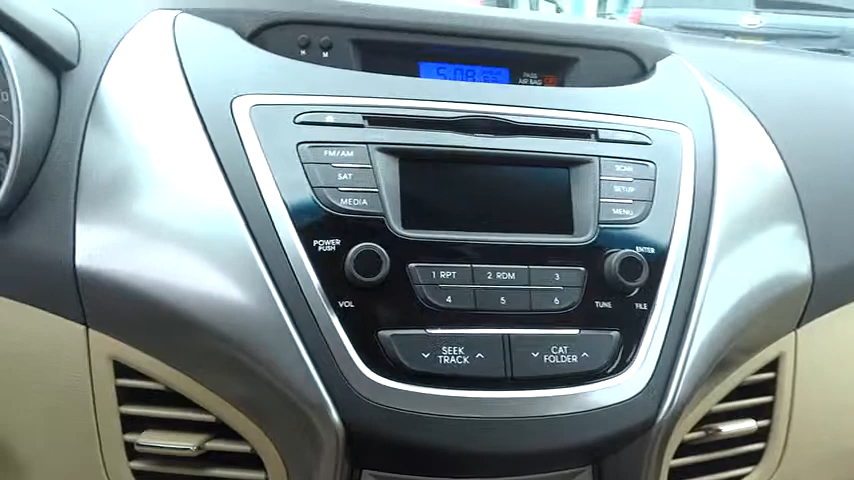 H M
5:08
PASS
AIR BAG
FM/AM
SAT
MEDIA
SCAN
SETUP
MENU
POWER
PUSH
VOL
ENTER
TUNE
FILE
1 RPT
2 RDM
3
4
5
6
SEEK
TRACK
CAT
FOLDER